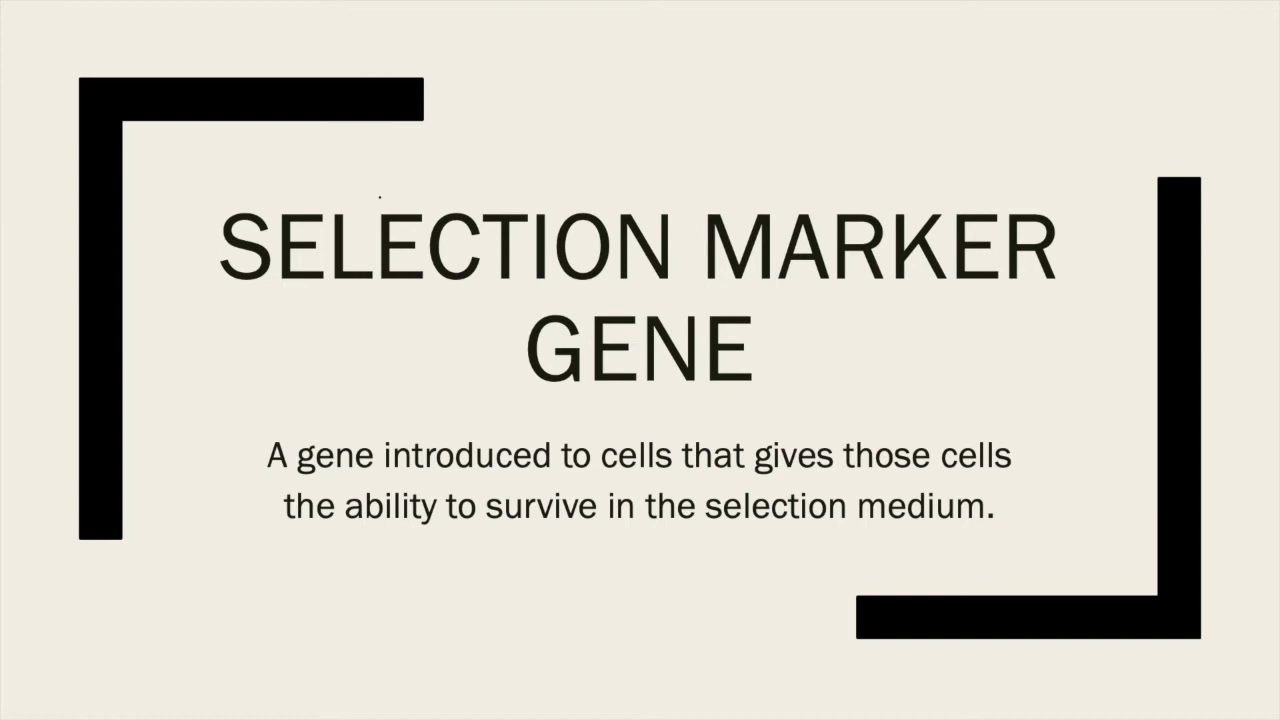 SELECTION MARKER
GENE
A gene introduced to cells that gives those cells
the ability to survive in the selection medium.